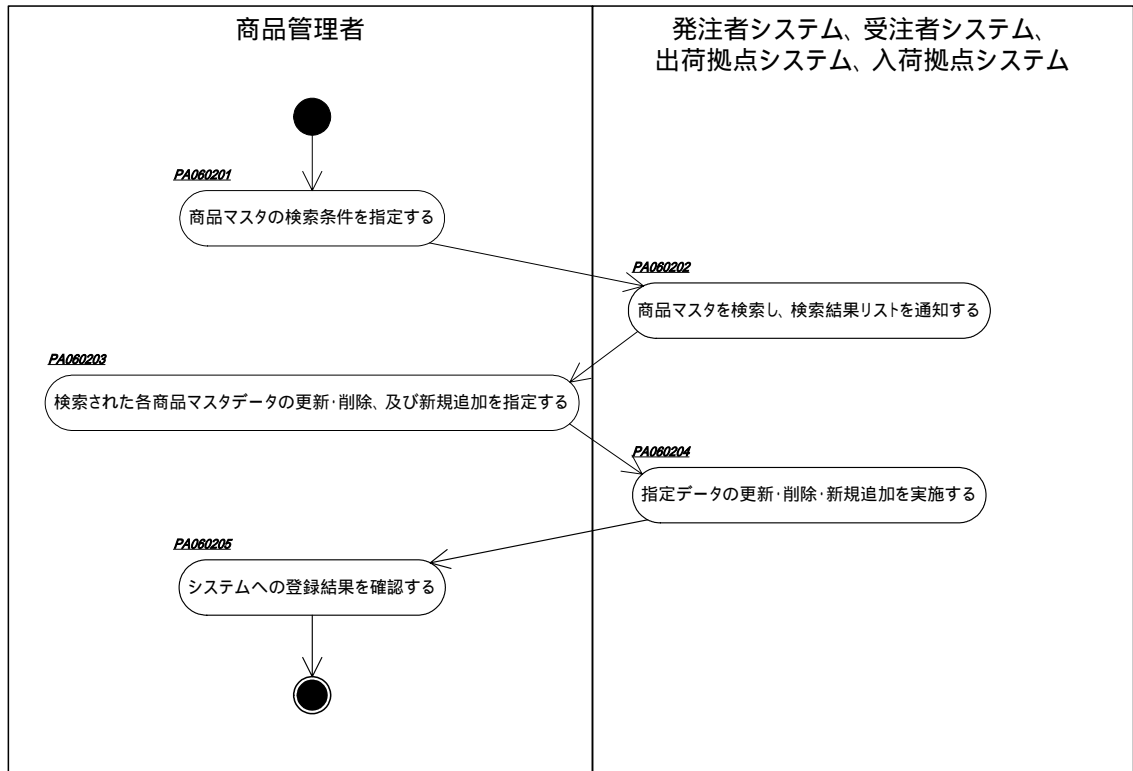 商品管理者
発注者システム、受注者システム、
出荷拠点システム、入荷拠点システム
PA060201
商品マスタの検索条件を指定する
PA060202
商品マスタを検索し、検索結果リストを通知する
PA060203
検索された各商品マスタデータの更新・削除、及び新規追加を指定する
PA060204
指定データの更新・削除・新規追加を実施する
PA060205
システムへの登録結果を確認する